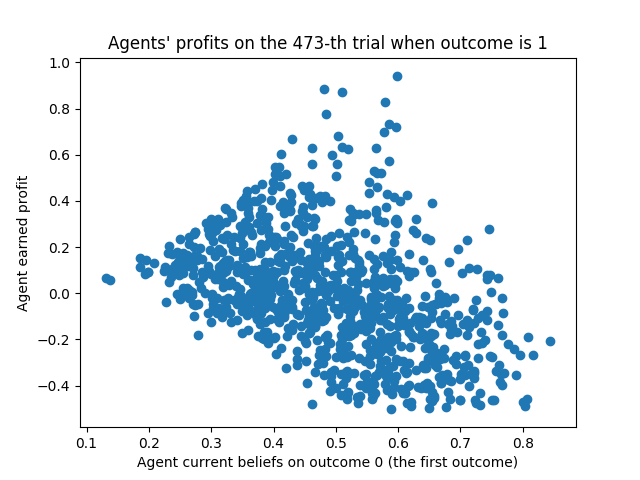 Agents' profits on the 473-th trial when outcome is 1
1.0
0.8
0.6
0.4
0.2
0.0
−0.2
−0.4
Agent earned profit
0.1 0.2 0.3 0.4 0.5 0.6 0.7 0.8
Agent current beliefs on outcome 0 (the first outcome)